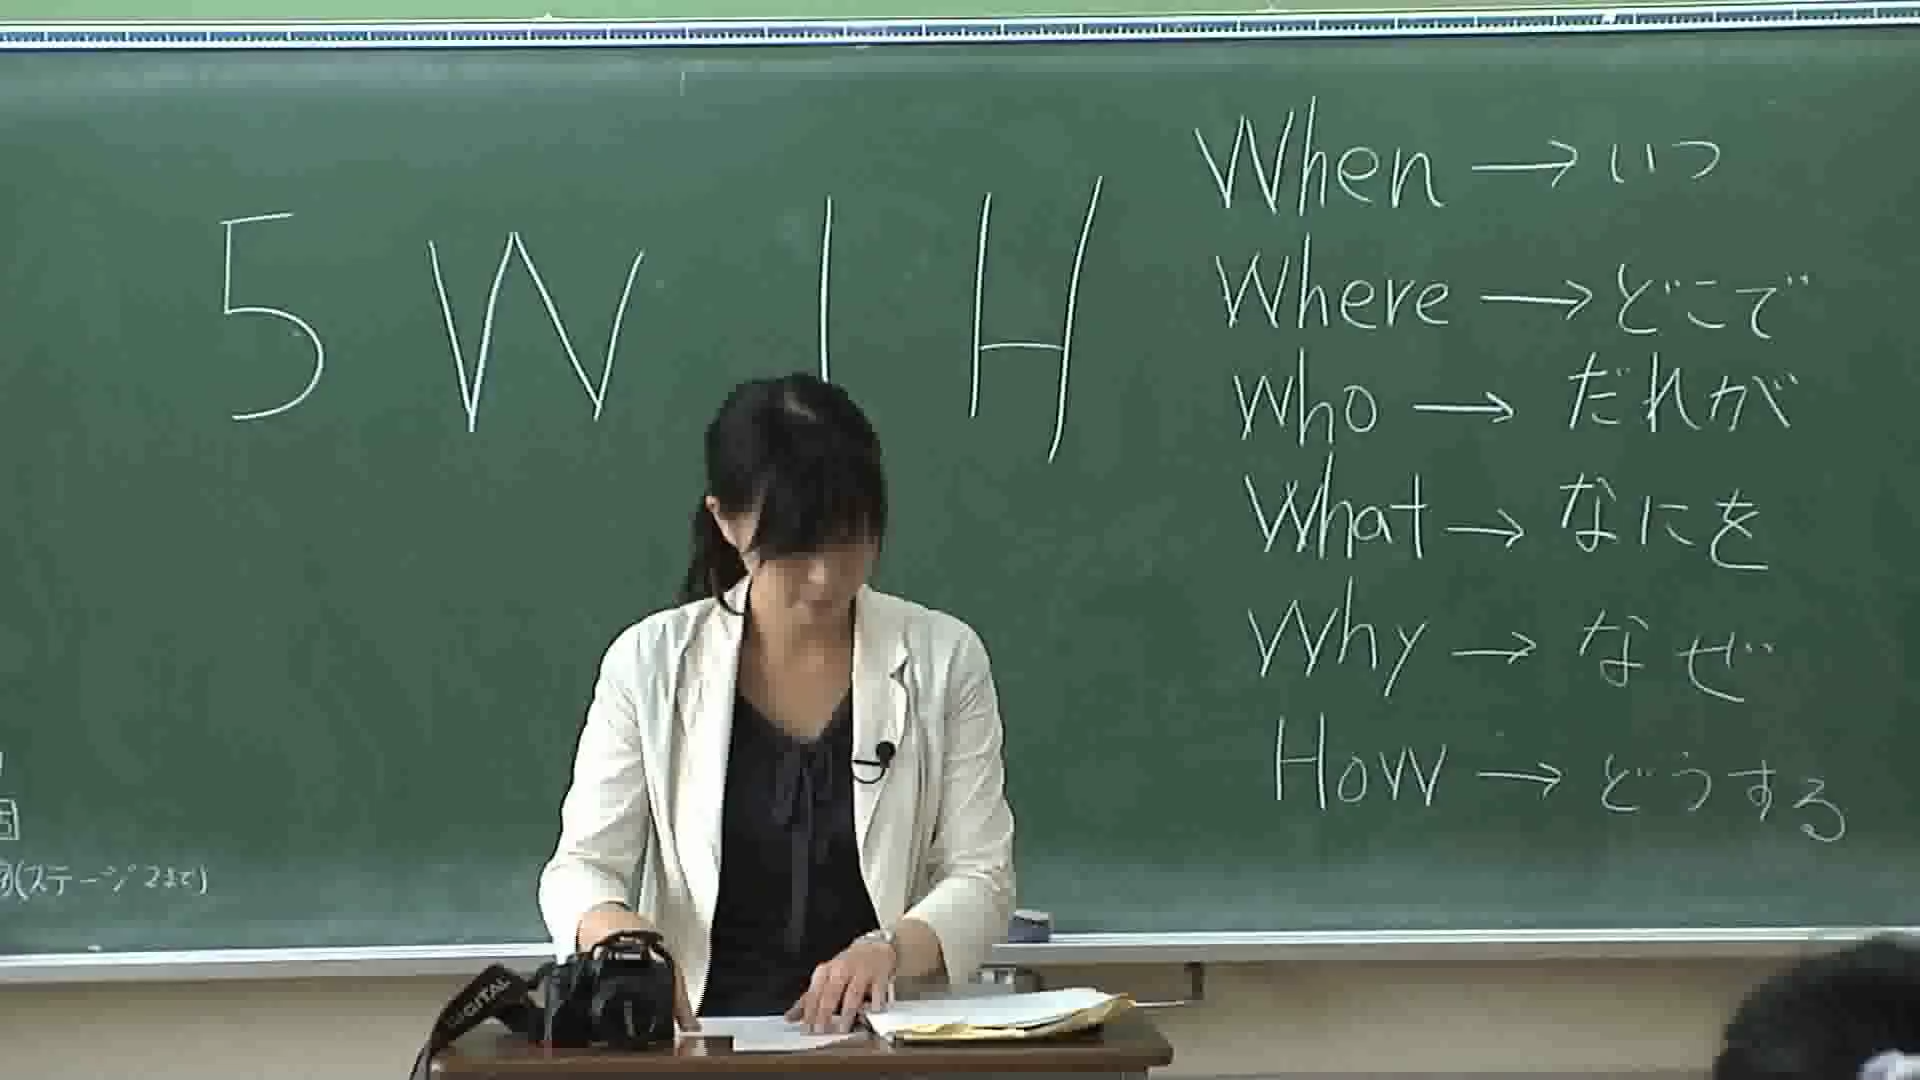 5W1H
When → いつ
Where → どこで
Who → だれが
What → なにを
Why → なぜ
How → どうする
(ステージ2まで)
DIGITAL